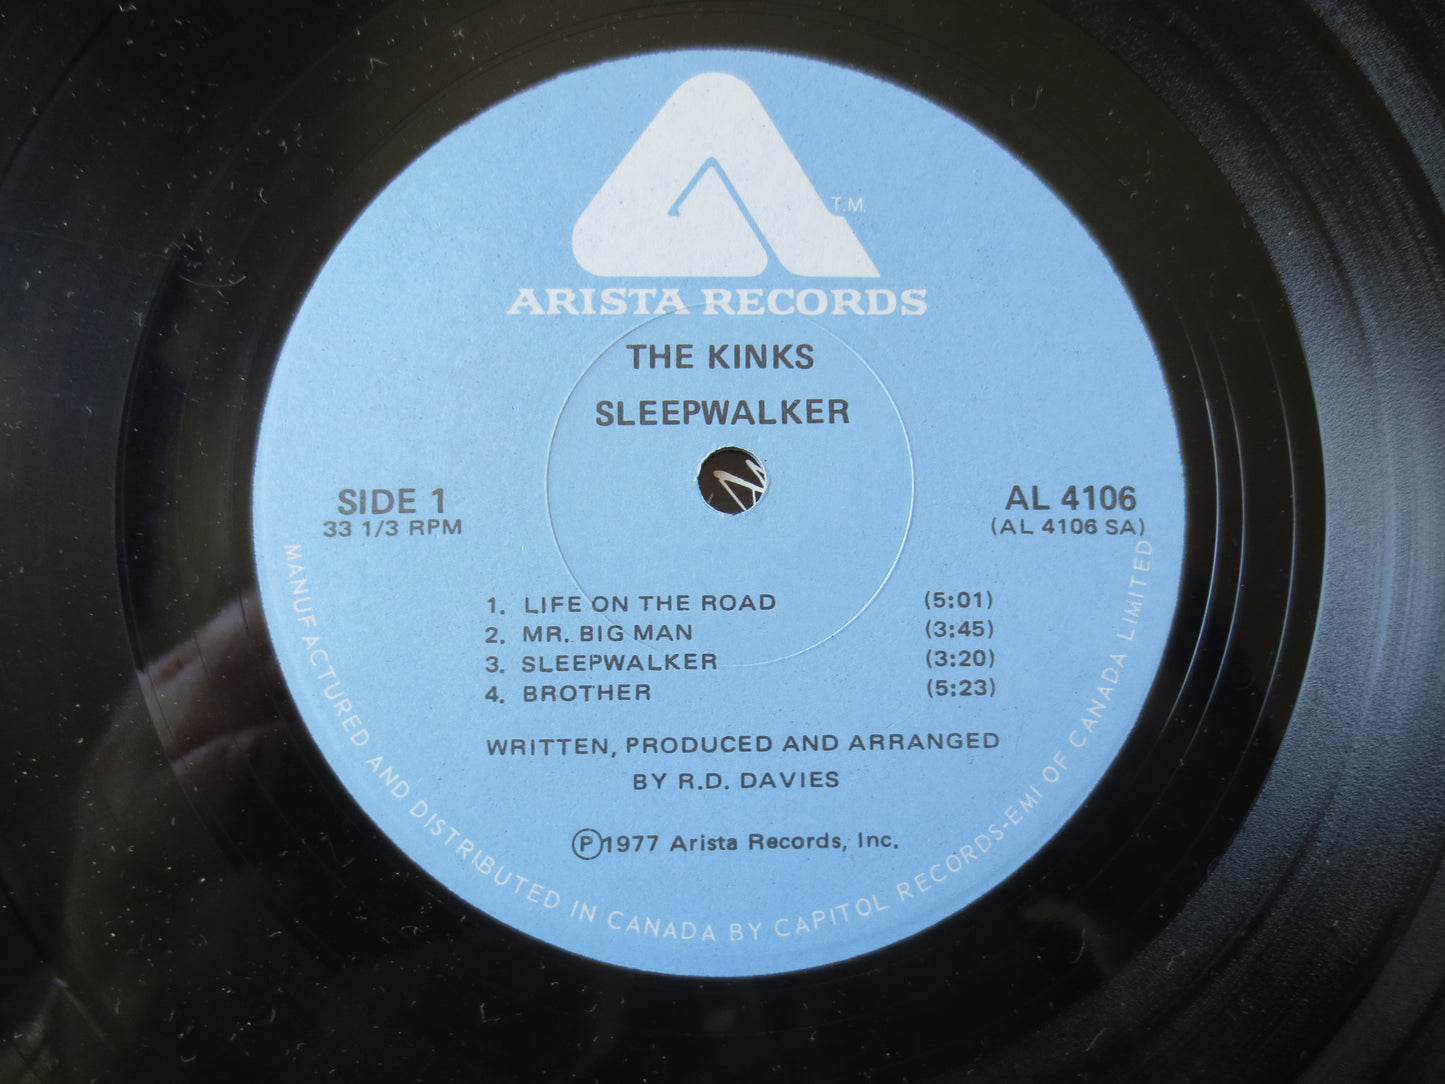 T.M.
ARISTA RECORDS
THE KINKS
SLEEPWALKER
SIDE 1
33 1/3 RPM
AL 4106
(AL 4106 SA)
1. LIFE ON THE ROAD (5:01)
2. MR. BIG MAN (3:45)
3. SLEEPWALKER (3:20)
4. BROTHER (5:23)
WRITTEN, PRODUCED AND ARRANGED
BY R.D. DAVIES
Ⓟ1977 Arista Records, Inc.
MANUFACTURED AND DISTRIBUTED IN CANADA BY CAPITOL RECORDS-EMI OF CANADA LIMITED